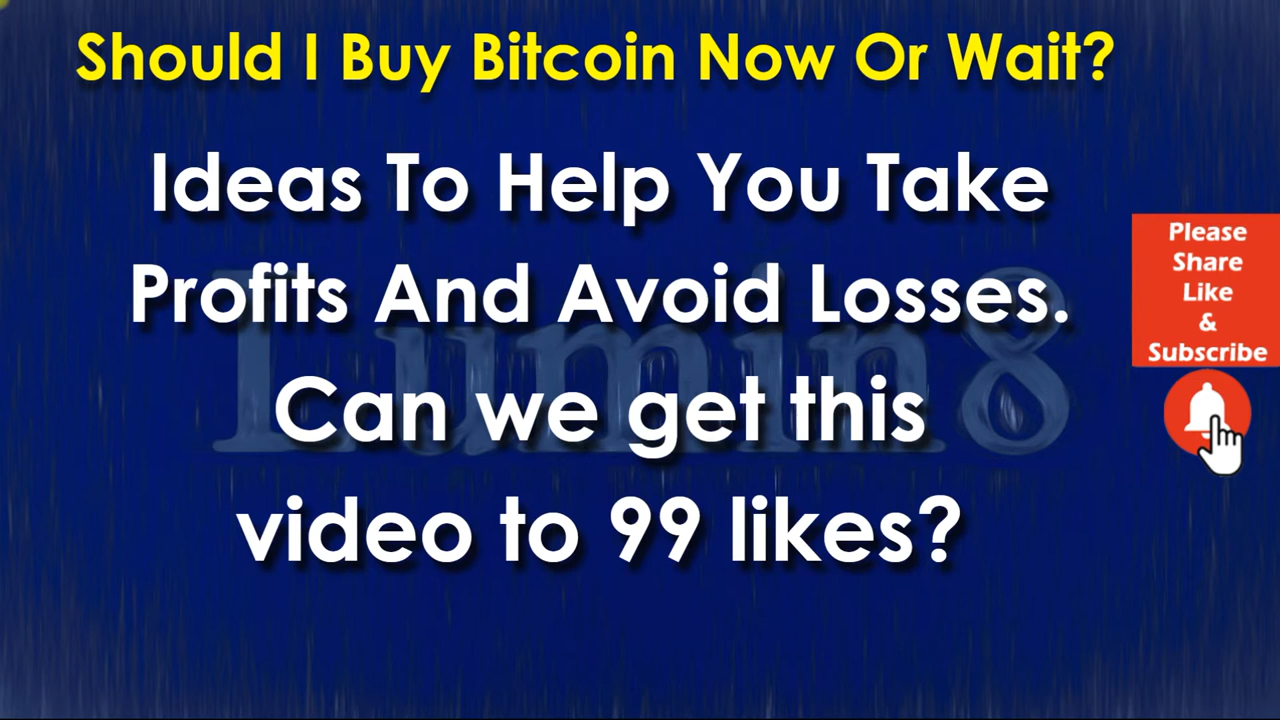 Should I Buy Bitcoin Now Or Wait?
Ideas To Help You Take
Profits And Avoid Losses.
Can we get this
video to 99 likes?
Lumin8
Please
Share
Like
&
Subscribe